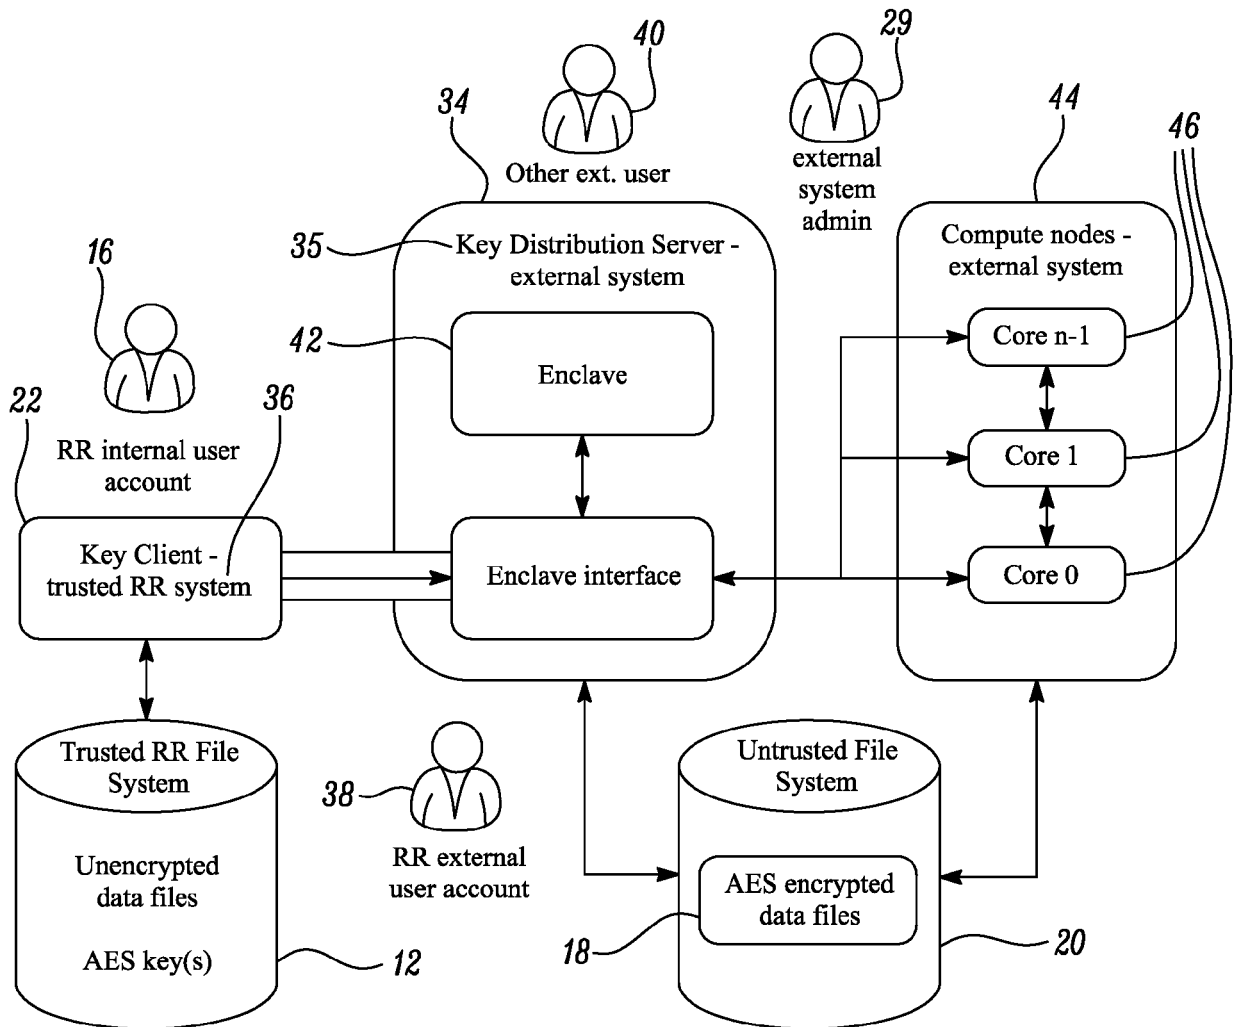 40
29
34
44
46
Other ext. user
external
system
admin
35
Key Distribution Server -
external system
Compute nodes -
external system
16
42
Enclave
Core n-1
22
36
RR internal user
account
Core 1
Key Client -
trusted RR system
Enclave interface
Core 0
Trusted RR File
System
Unencrypted
data files
AES key(s)
12
38
RR external
user account
Untrusted File
System
AES encrypted
data files
18
20